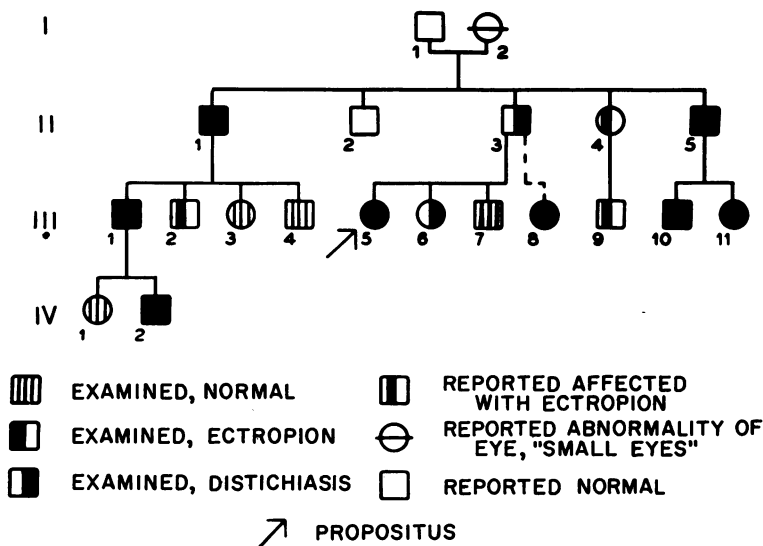 I
1 2
II
1 2 3 4 5
III
1 2 3 4 5 6 7 8 9 10 11
IV
1 2
EXAMINED, NORMAL
EXAMINED, ECTROPION
EXAMINED, DISTICHIASIS
REPORTED AFFECTED
WITH ECTROPION
REPORTED ABNORMALITY OF
EYE, "SMALL EYES"
REPORTED NORMAL
PROPOSITUS